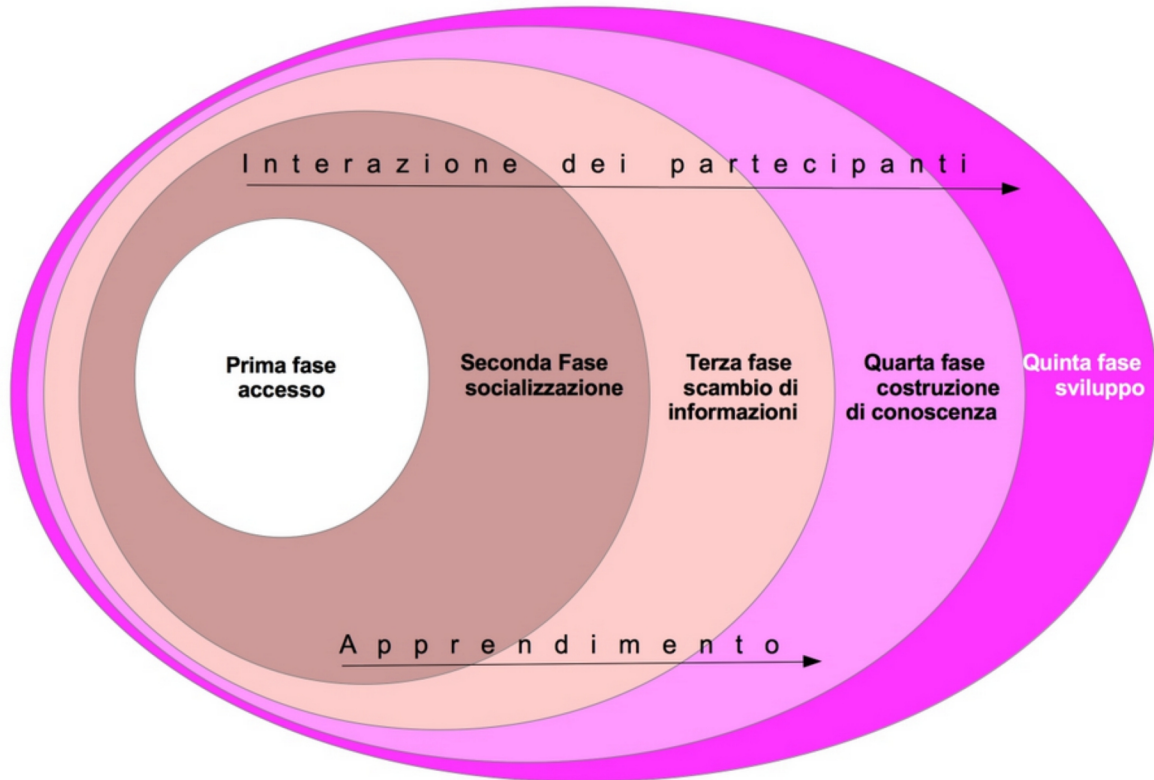 Interazione dei partecipanti
Prima fase
accesso
Seconda Fase
socializzazione
Terza fase
scambio di
informazioni
Quarta fase
costruzione
di conoscenza
Quinta fase
sviluppo
Apprendimento